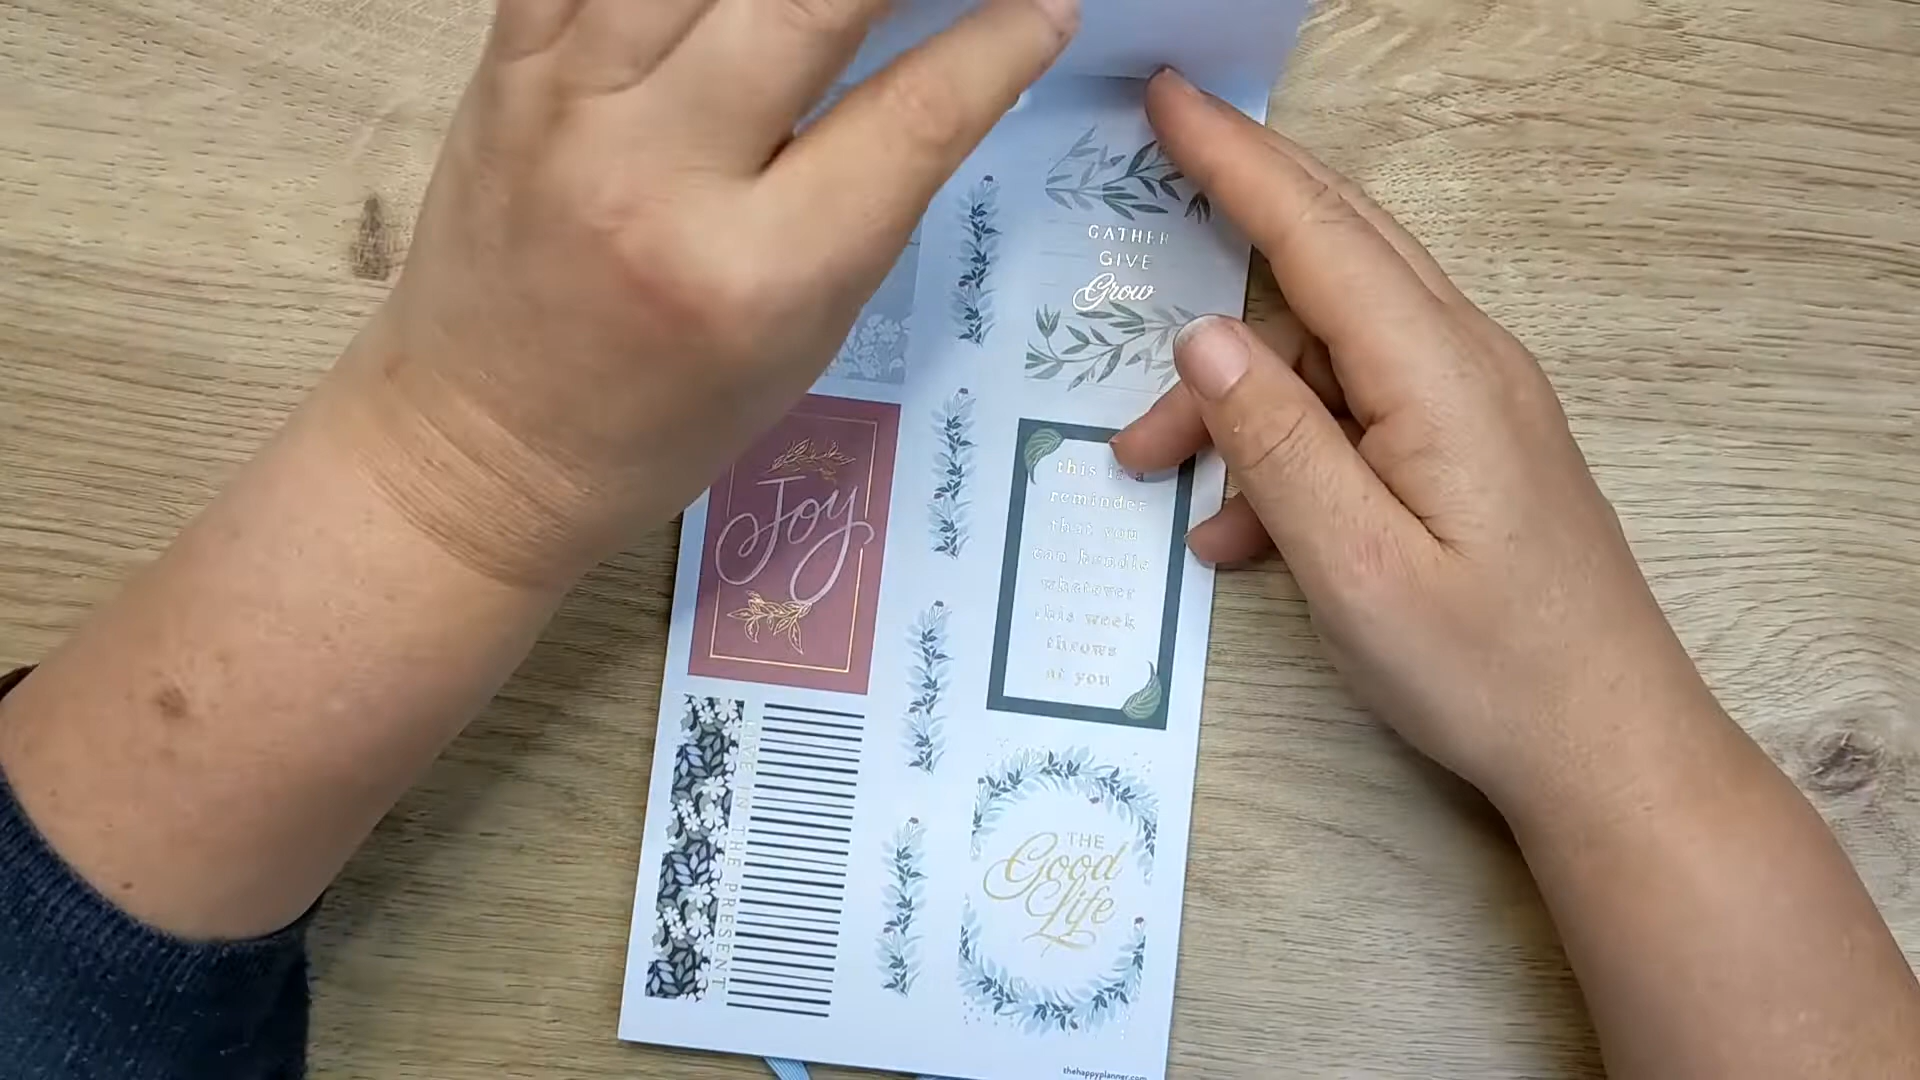 GATHER
GIVE
Grow
Joy
this is a
reminder
that you
can handle
whatever
this week
throws
at you
LIVE IN THE PRESENT
THE
Good
Life
thehappyplanner.com